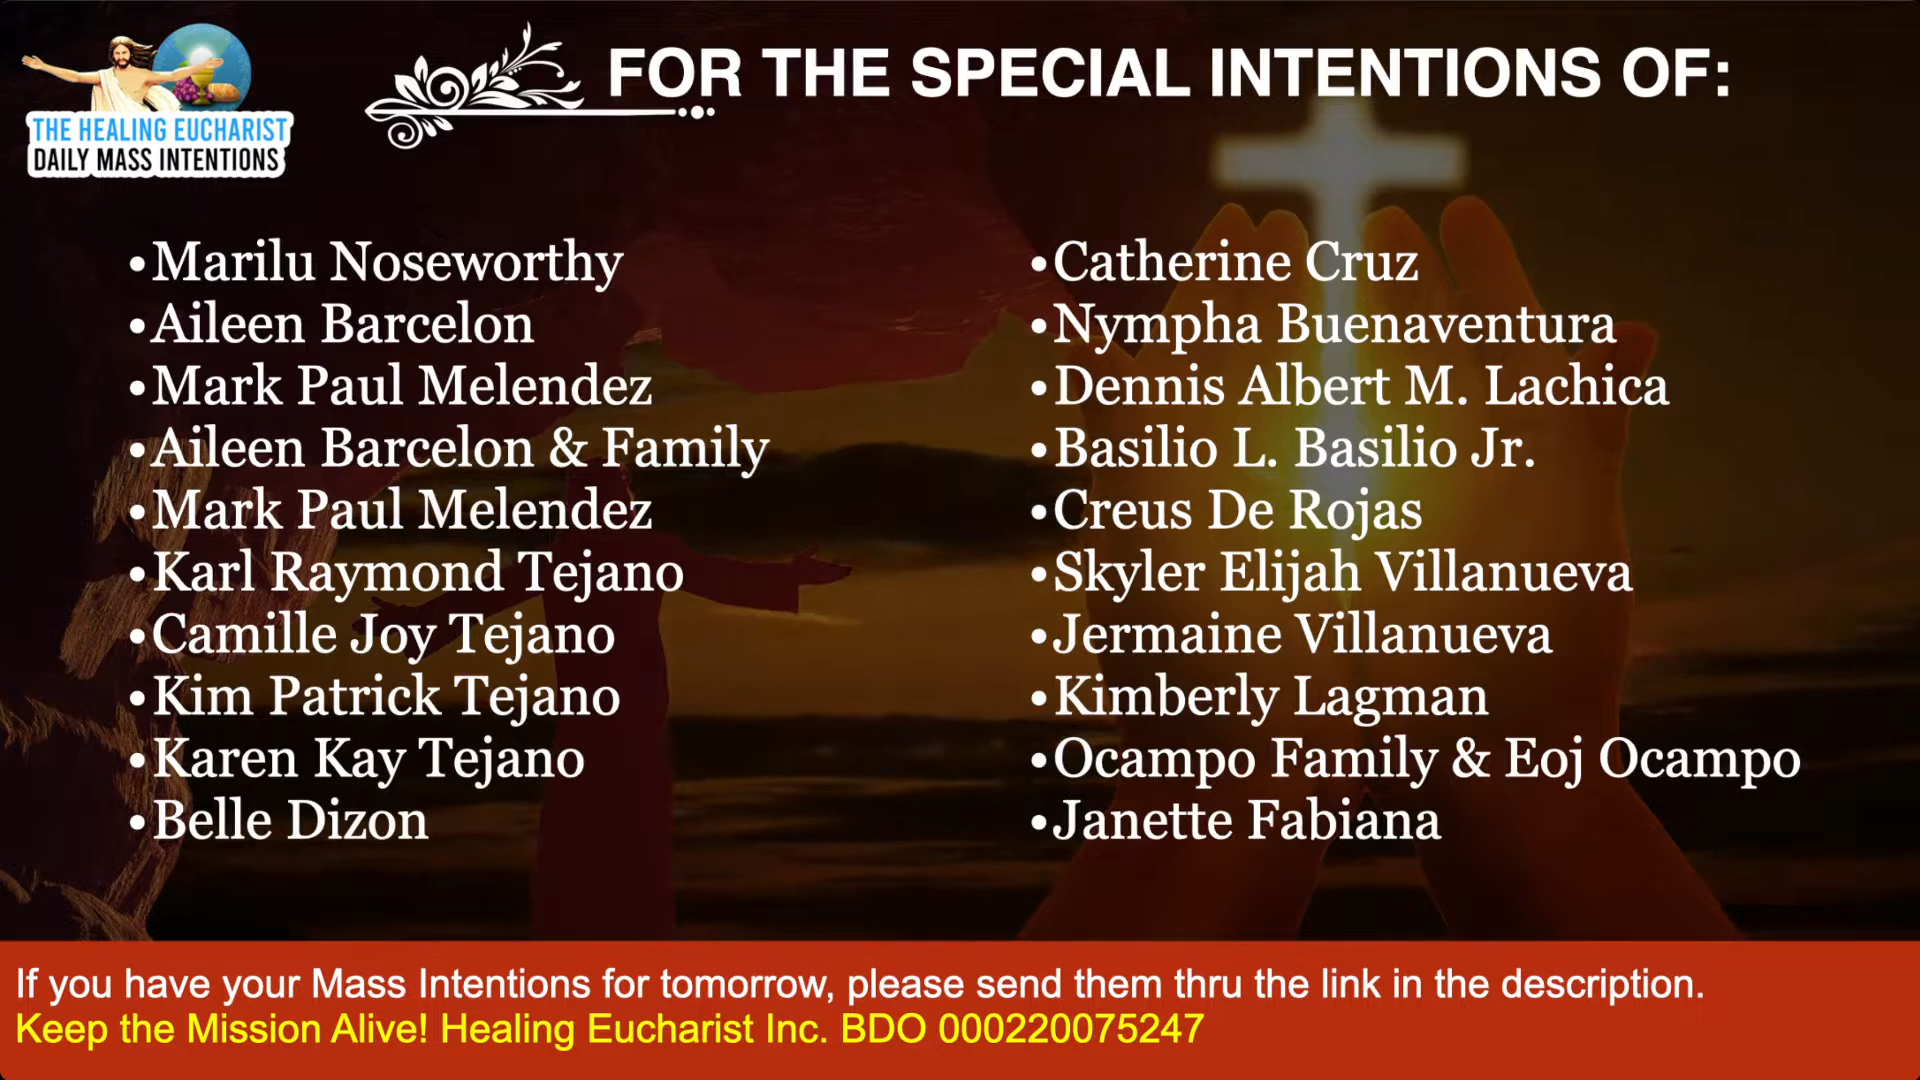 THE HEALING EUCHARIST
DAILY MASS INTENTIONS
FOR THE SPECIAL INTENTIONS OF:
•Marilu Noseworthy
•Aileen Barcelon
•Mark Paul Melendez
•Aileen Barcelon & Family
•Mark Paul Melendez
•Karl Raymond Tejano
•Camille Joy Tejano
•Kim Patrick Tejano
•Karen Kay Tejano
•Belle Dizon
•Catherine Cruz
•Nympha Buenaventura
•Dennis Albert M. Lachica
•Basilio L. Basilio Jr.
•Creus De Rojas
•Skyler Elijah Villanueva
•Jermaine Villanueva
•Kimberly Lagman
•Ocampo Family & Eoj Ocampo
•Janette Fabiana
If you have your Mass Intentions for tomorrow, please send them thru the link in the description.
Keep the Mission Alive! Healing Eucharist Inc. BDO 000220075247